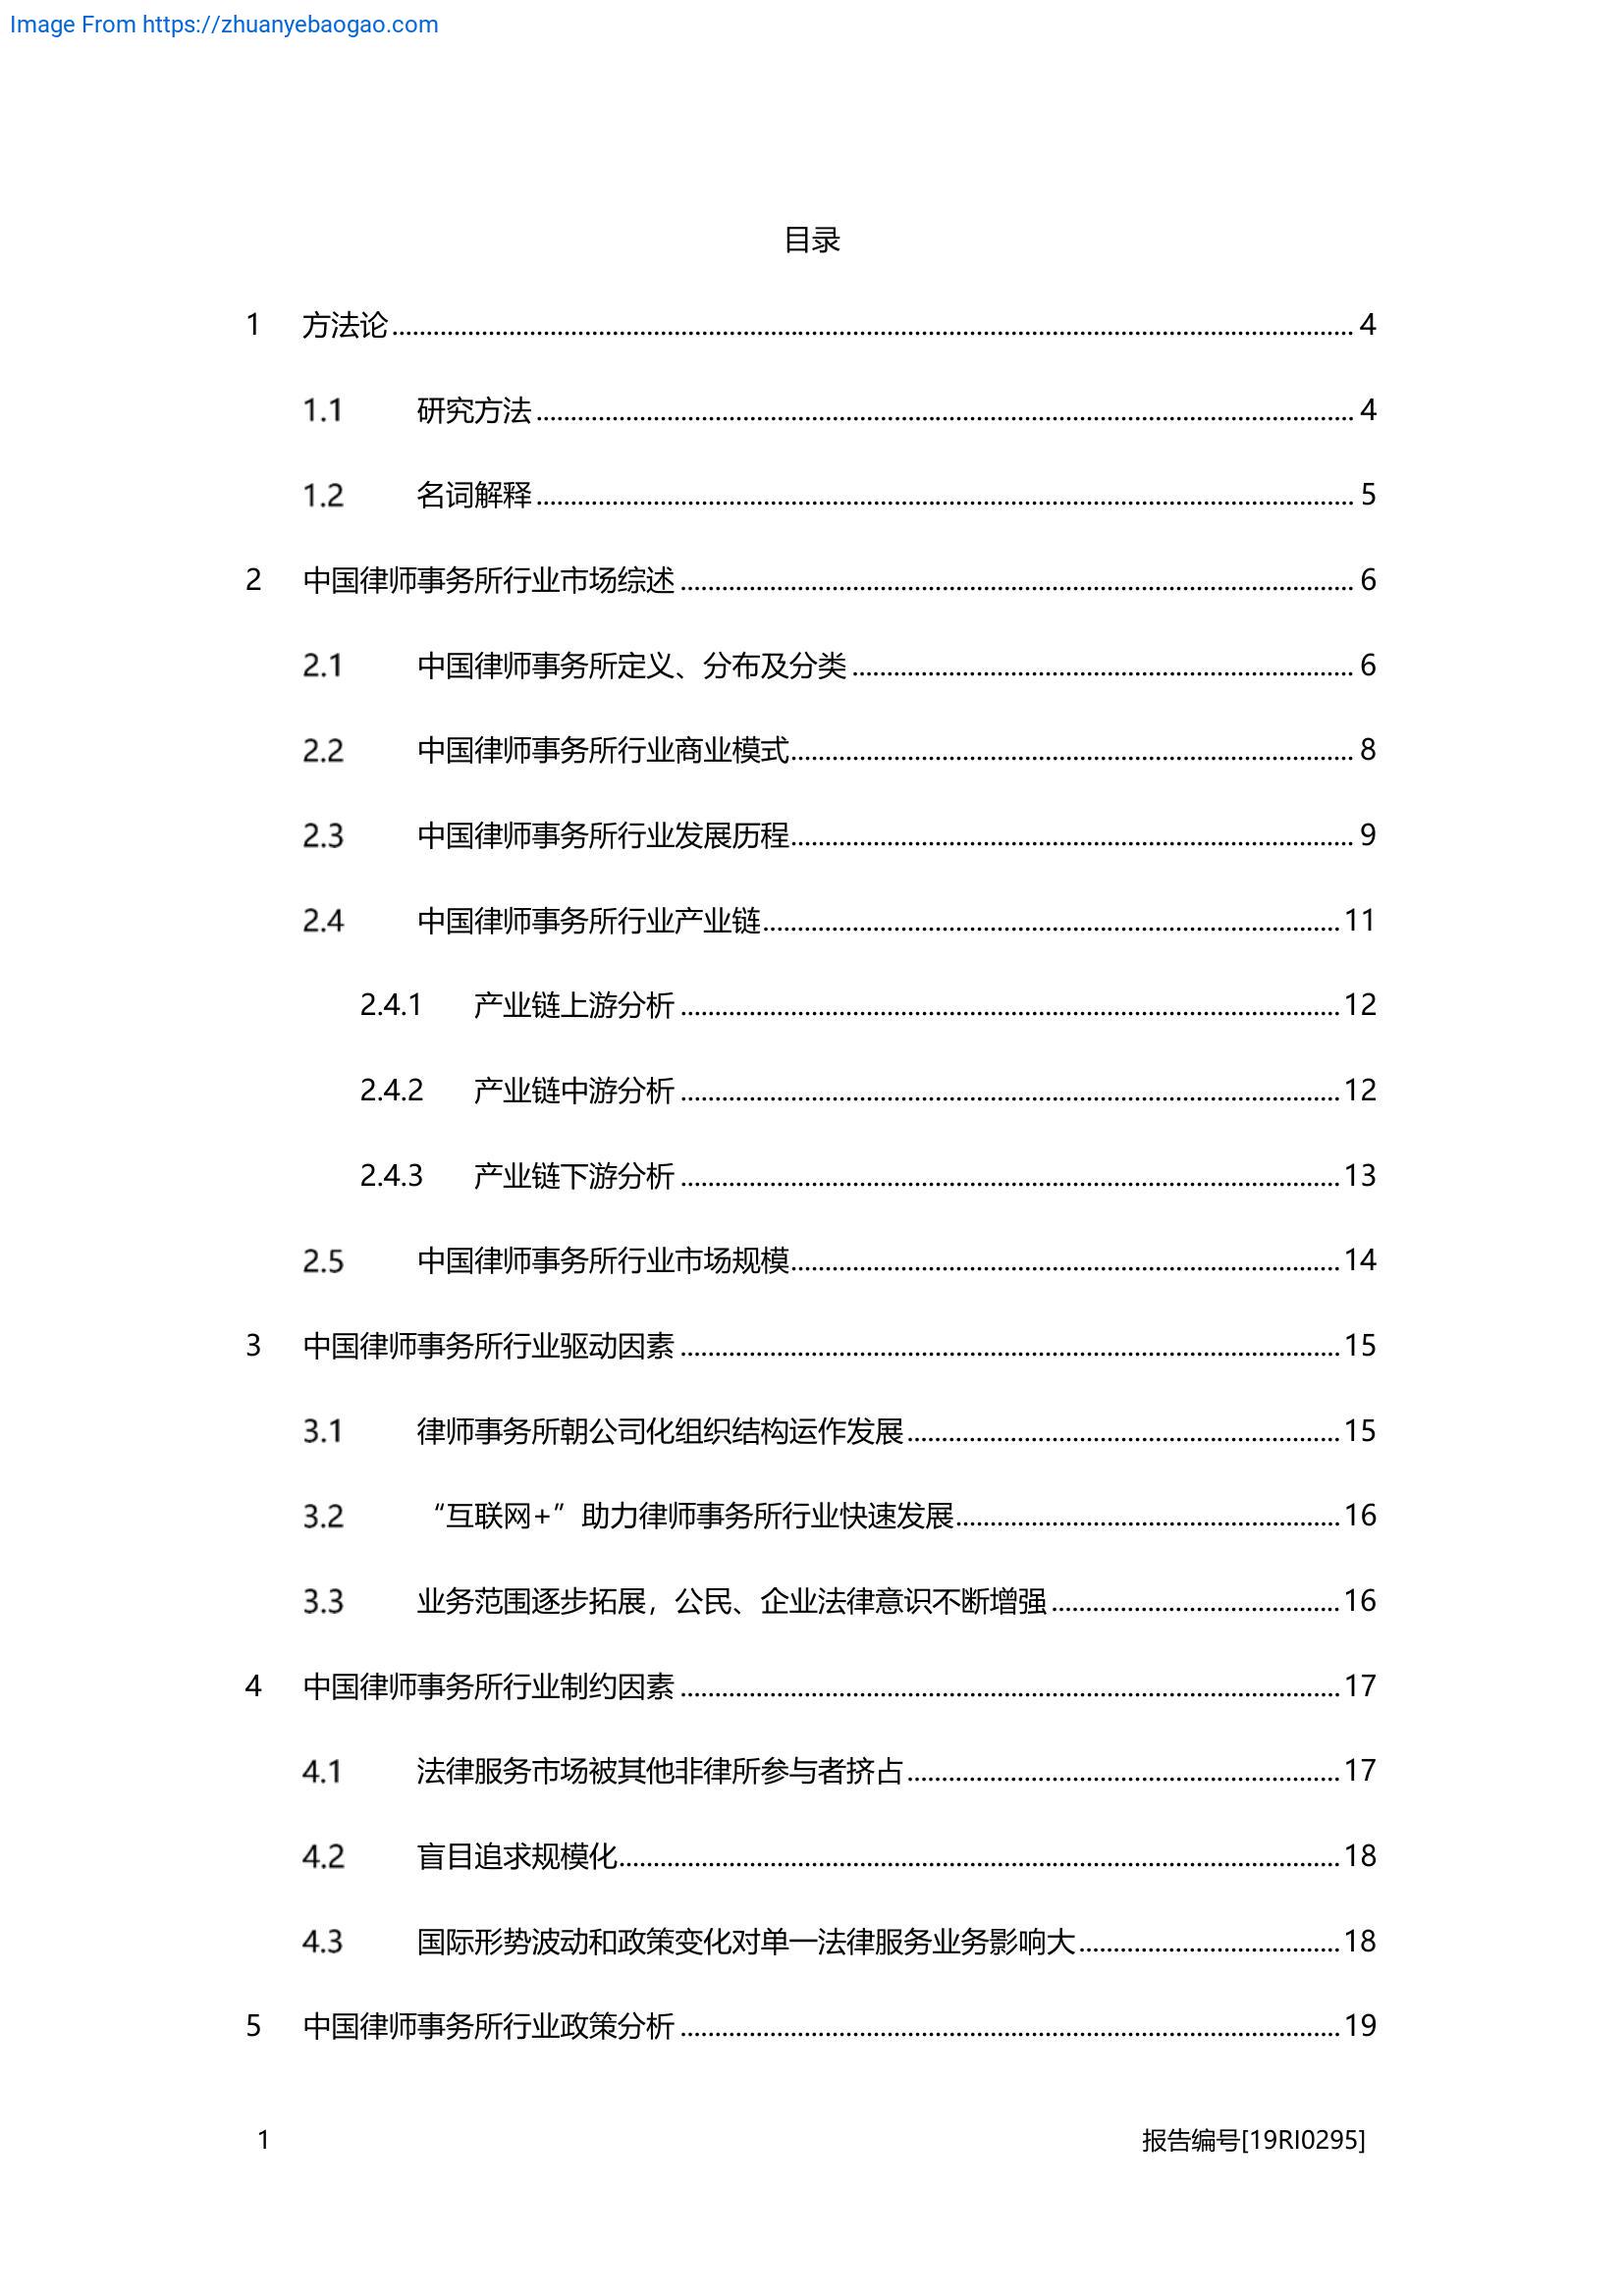 Image From https://zhuanyebaogao.com
目录
1 方法论 4
1.1 研究方法 4
1.2 名词解释 5
2 中国律师事务所行业市场综述 6
2.1 中国律师事务所定义、分布及分类 6
2.2 中国律师事务所行业商业模式 8
2.3 中国律师事务所行业发展历程 9
2.4 中国律师事务所行业产业链 11
2.4.1 产业链上游分析 12
2.4.2 产业链中游分析 12
2.4.3 产业链下游分析 13
2.5 中国律师事务所行业市场规模 14
3 中国律师事务所行业驱动因素 15
3.1 律师事务所朝公司化组织结构运作发展 15
3.2 “互联网+”助力律师事务所行业快速发展 16
3.3 业务范围逐步拓展，公民、企业法律意识不断增强 16
4 中国律师事务所行业制约因素 17
4.1 法律服务市场被其他非律所参与者挤占 17
4.2 盲目追求规模化 18
4.3 国际形势波动和政策变化对单一法律服务业务影响大 18
5 中国律师事务所行业政策分析 19
1 报告编号[19RI0295]